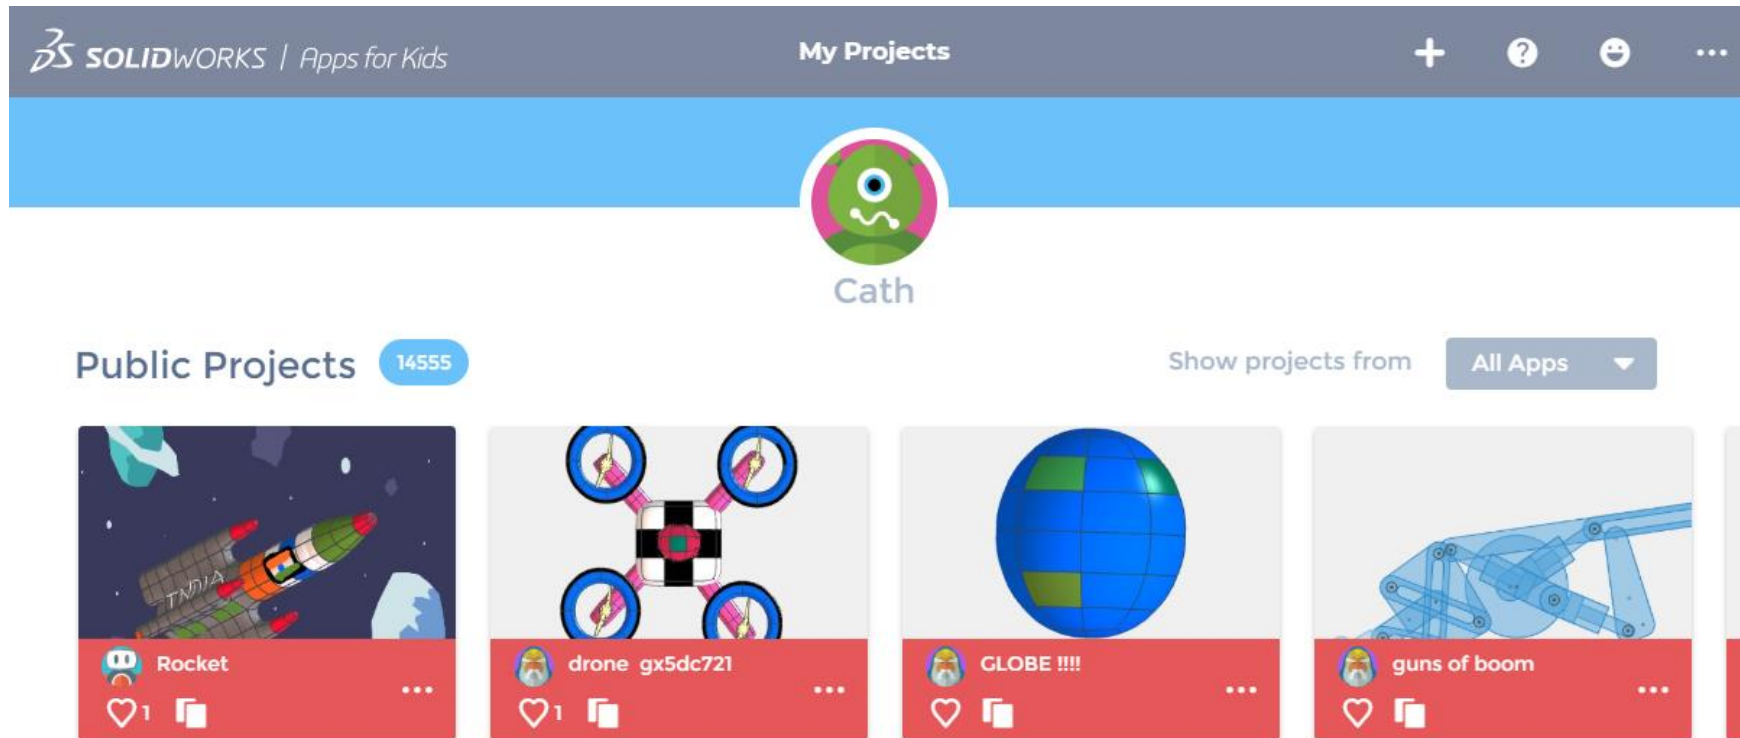 SOLIDWORKS | Apps for Kids
My Projects
Cath
Public Projects 14555
Show projects from All Apps
INDIA
Rocket
1
drone gx5dc721
1
GLOBE !!!!
guns of boom